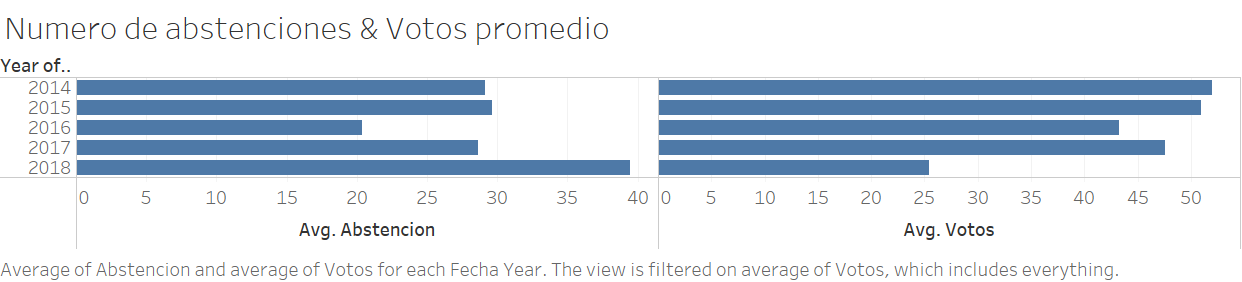 Numero de abstenciones & Votos promedio
Year of..
2014
2015
2016
2017
2018
0 5 10 15 20 25 30 35 40 0 5 10 15 20 25 30 35 40 45 50
Avg. Abstencion Avg. Votos
Average of Abstencion and average of Votos for each Fecha Year. The view is filtered on average of Votos, which includes everything.